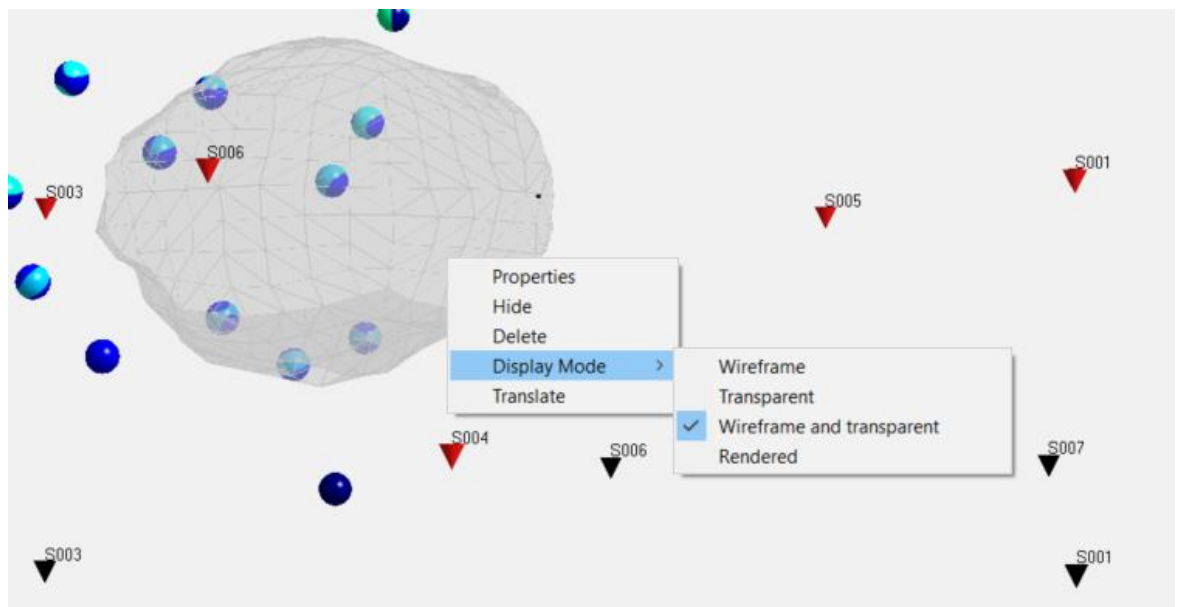 S006
S001
S003
S005
Properties
Hide
Delete
Display Mode
Translate
Wireframe
Transparent
Wireframe and transparent
Rendered
S004
S006
S007
S003
S001